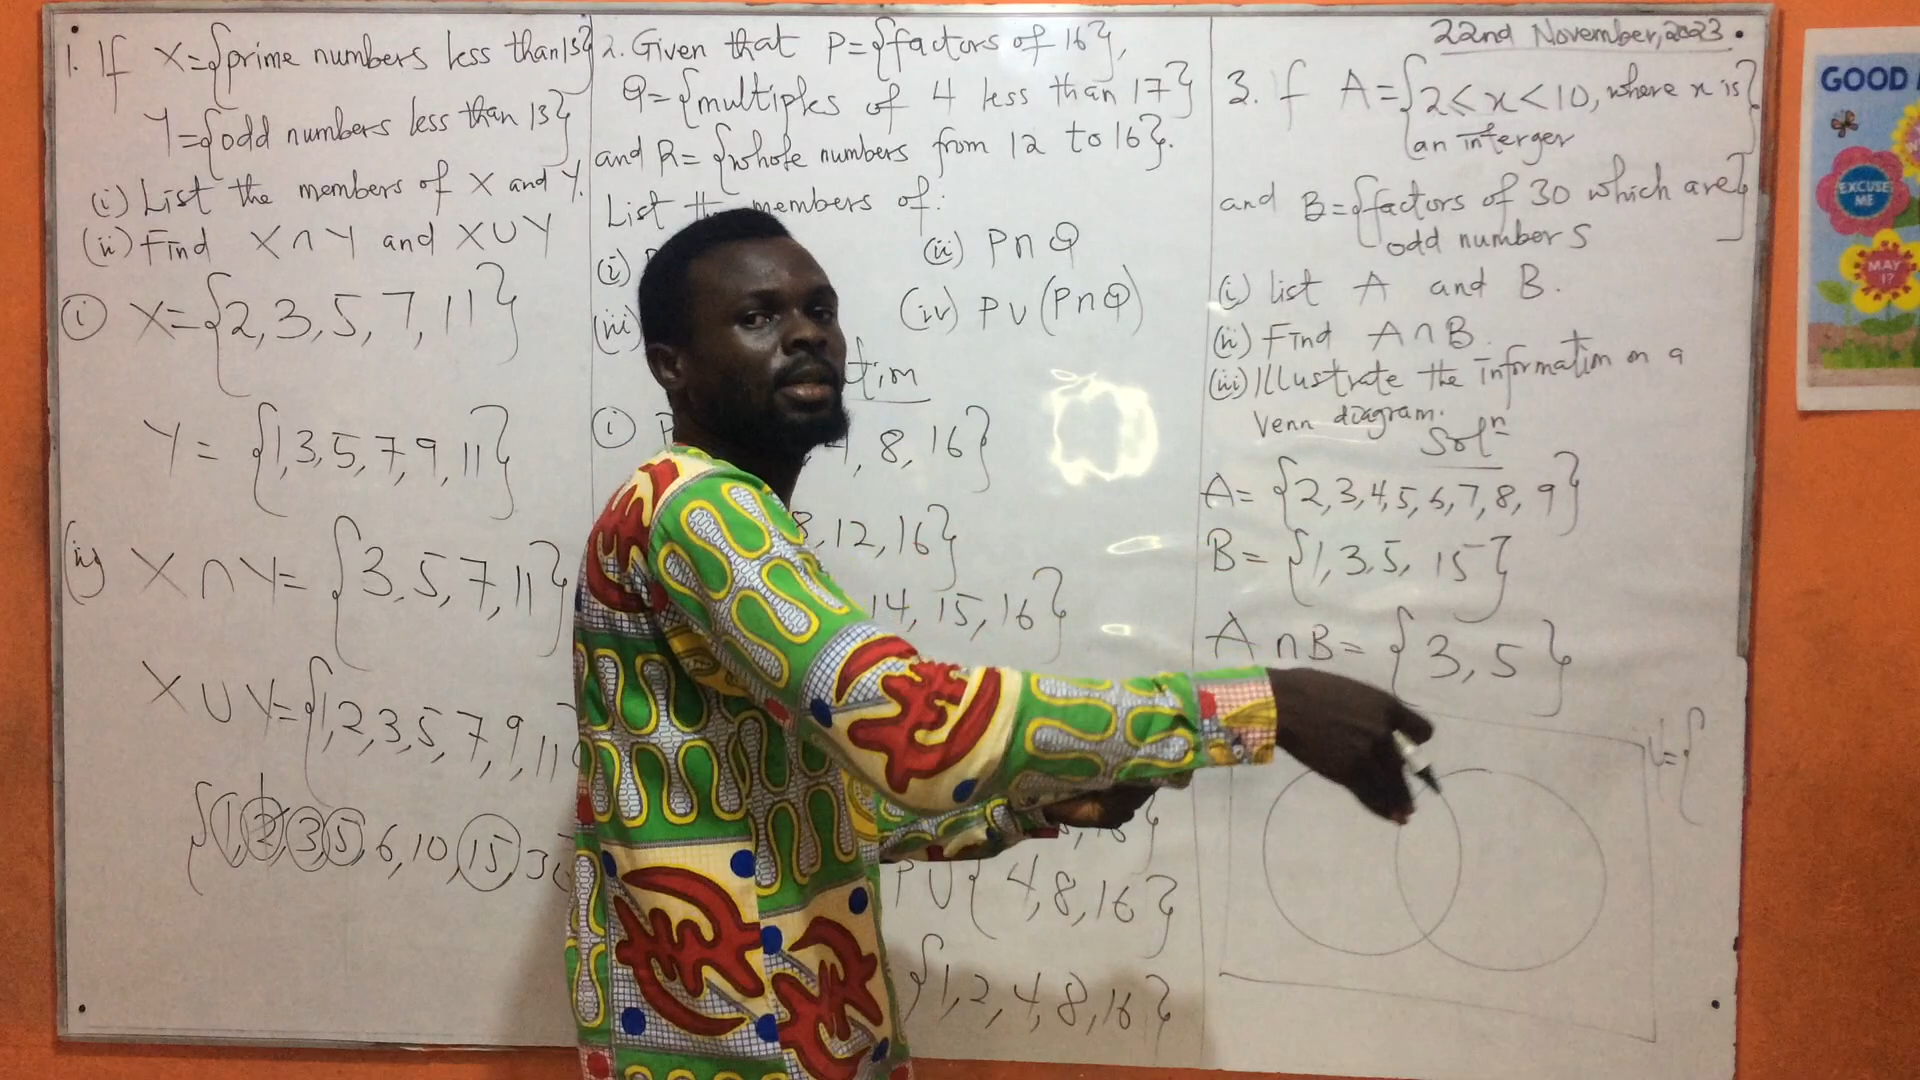 1. If X={prime numbers less than 13}
Y={odd numbers less than 13}
(i) List the members of X and Y.
(ii) Find X∩Y and X∪Y
(i) X={2,3,5,7,11}
Y={1,3,5,7,9,11}
(ii) X∩Y={3,5,7,11}
X∪Y={1,2,3,5,7,9,11}
{1,2,3,5,6,10,15,30
2. Given that P={factors of 16},
Q={multiples of 4 less than 17}
and R={whole numbers from 12 to 16}.
List the members of:
(i)
(ii) P∩Q
(iii)
(iv) P∪(P∩Q)
(i) P
8,16}
8,12,16}
14,15,16}
P∪{4,8,16}
{1,2,4,8,16}
22nd November,2023.
3. If A={2<x<10, where x is
an interger}
and B={factors of 30 which are
odd numbers}
(i) List A and B.
(ii) Find A∩B.
(iii) Illustrate the information on a
Venn diagram.
Solⁿ
A={2,3,4,5,6,7,8,9}
B={1,3,5,15}
A∩B={3,5}
GOOD
EXCUSE
ME
MAY
I?